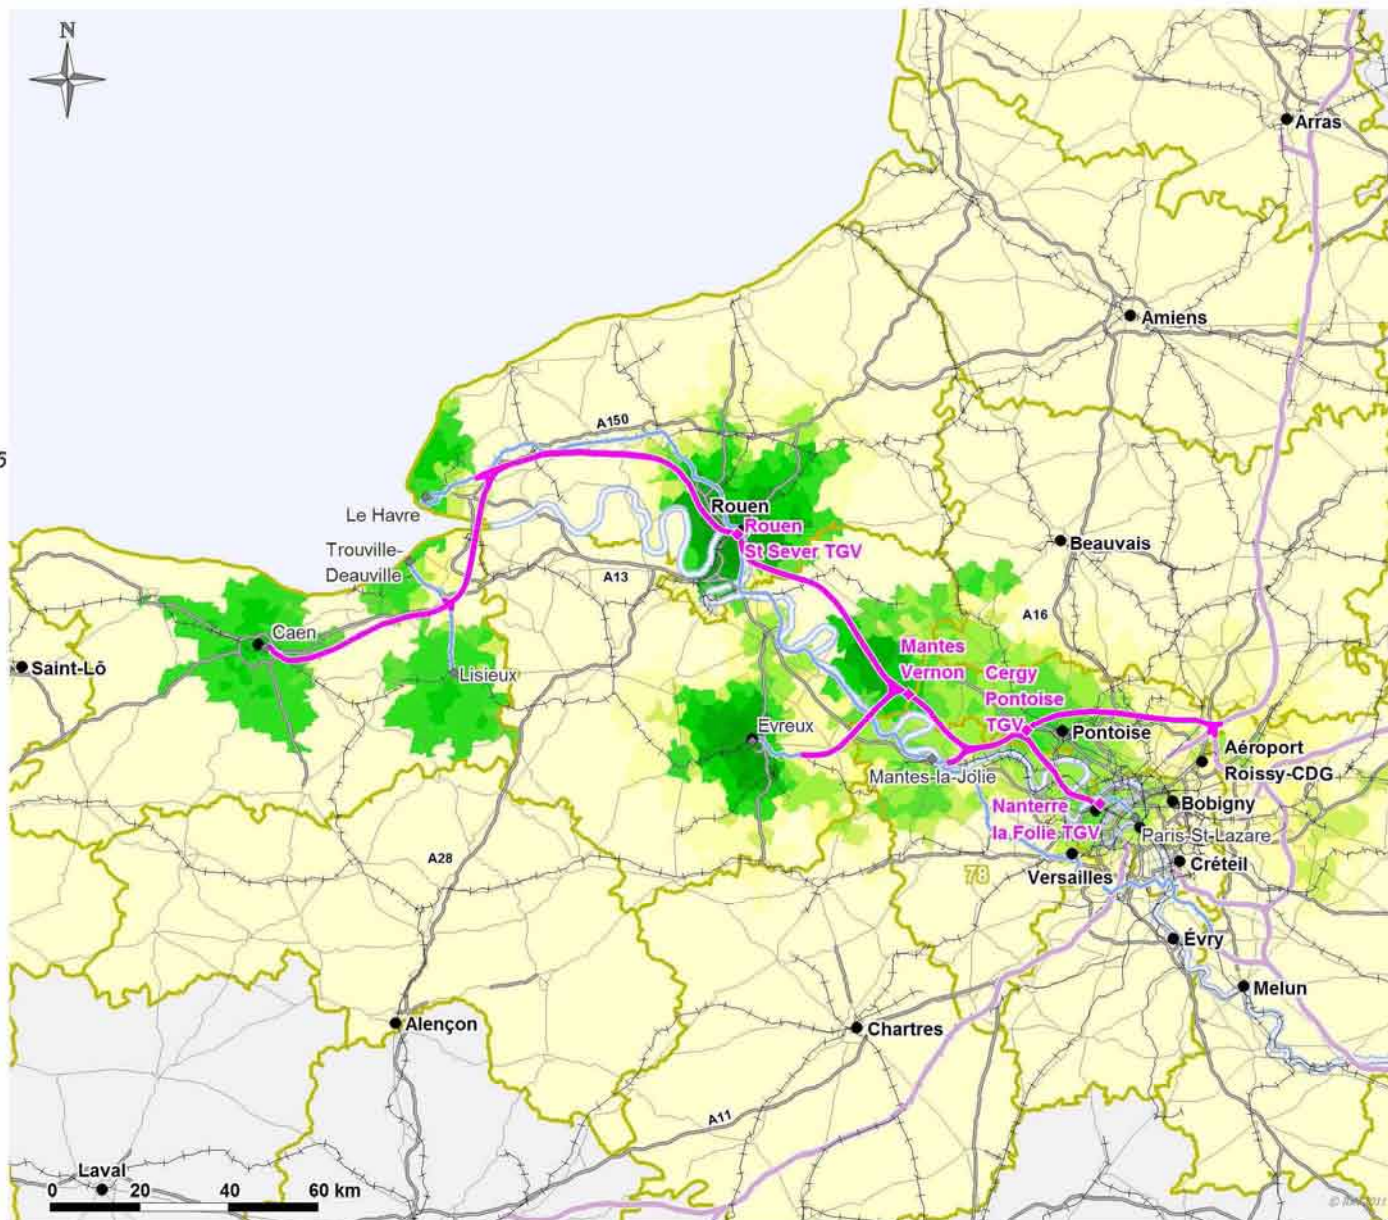 N
Arras
Amiens
A150
Le Havre
Rouen
Rouen
St Sever TGV
Trouville-
Deauville
A13
Beauvais
A16
Caen
Saint-Lô
Lisieux
Mantes
Vernon
Cergy
Pontoise
TGV
Evreux
Pontoise
Mantes-la-Jolie
Aéroport
Roissy-CDG
Nanterre
la Folie TGV
Bobigny
Paris-St-Lazare
Créteil
A28
78
Versailles
Évry
Melun
Alençon
Chartres
A11
Laval
0 20 40 60 km